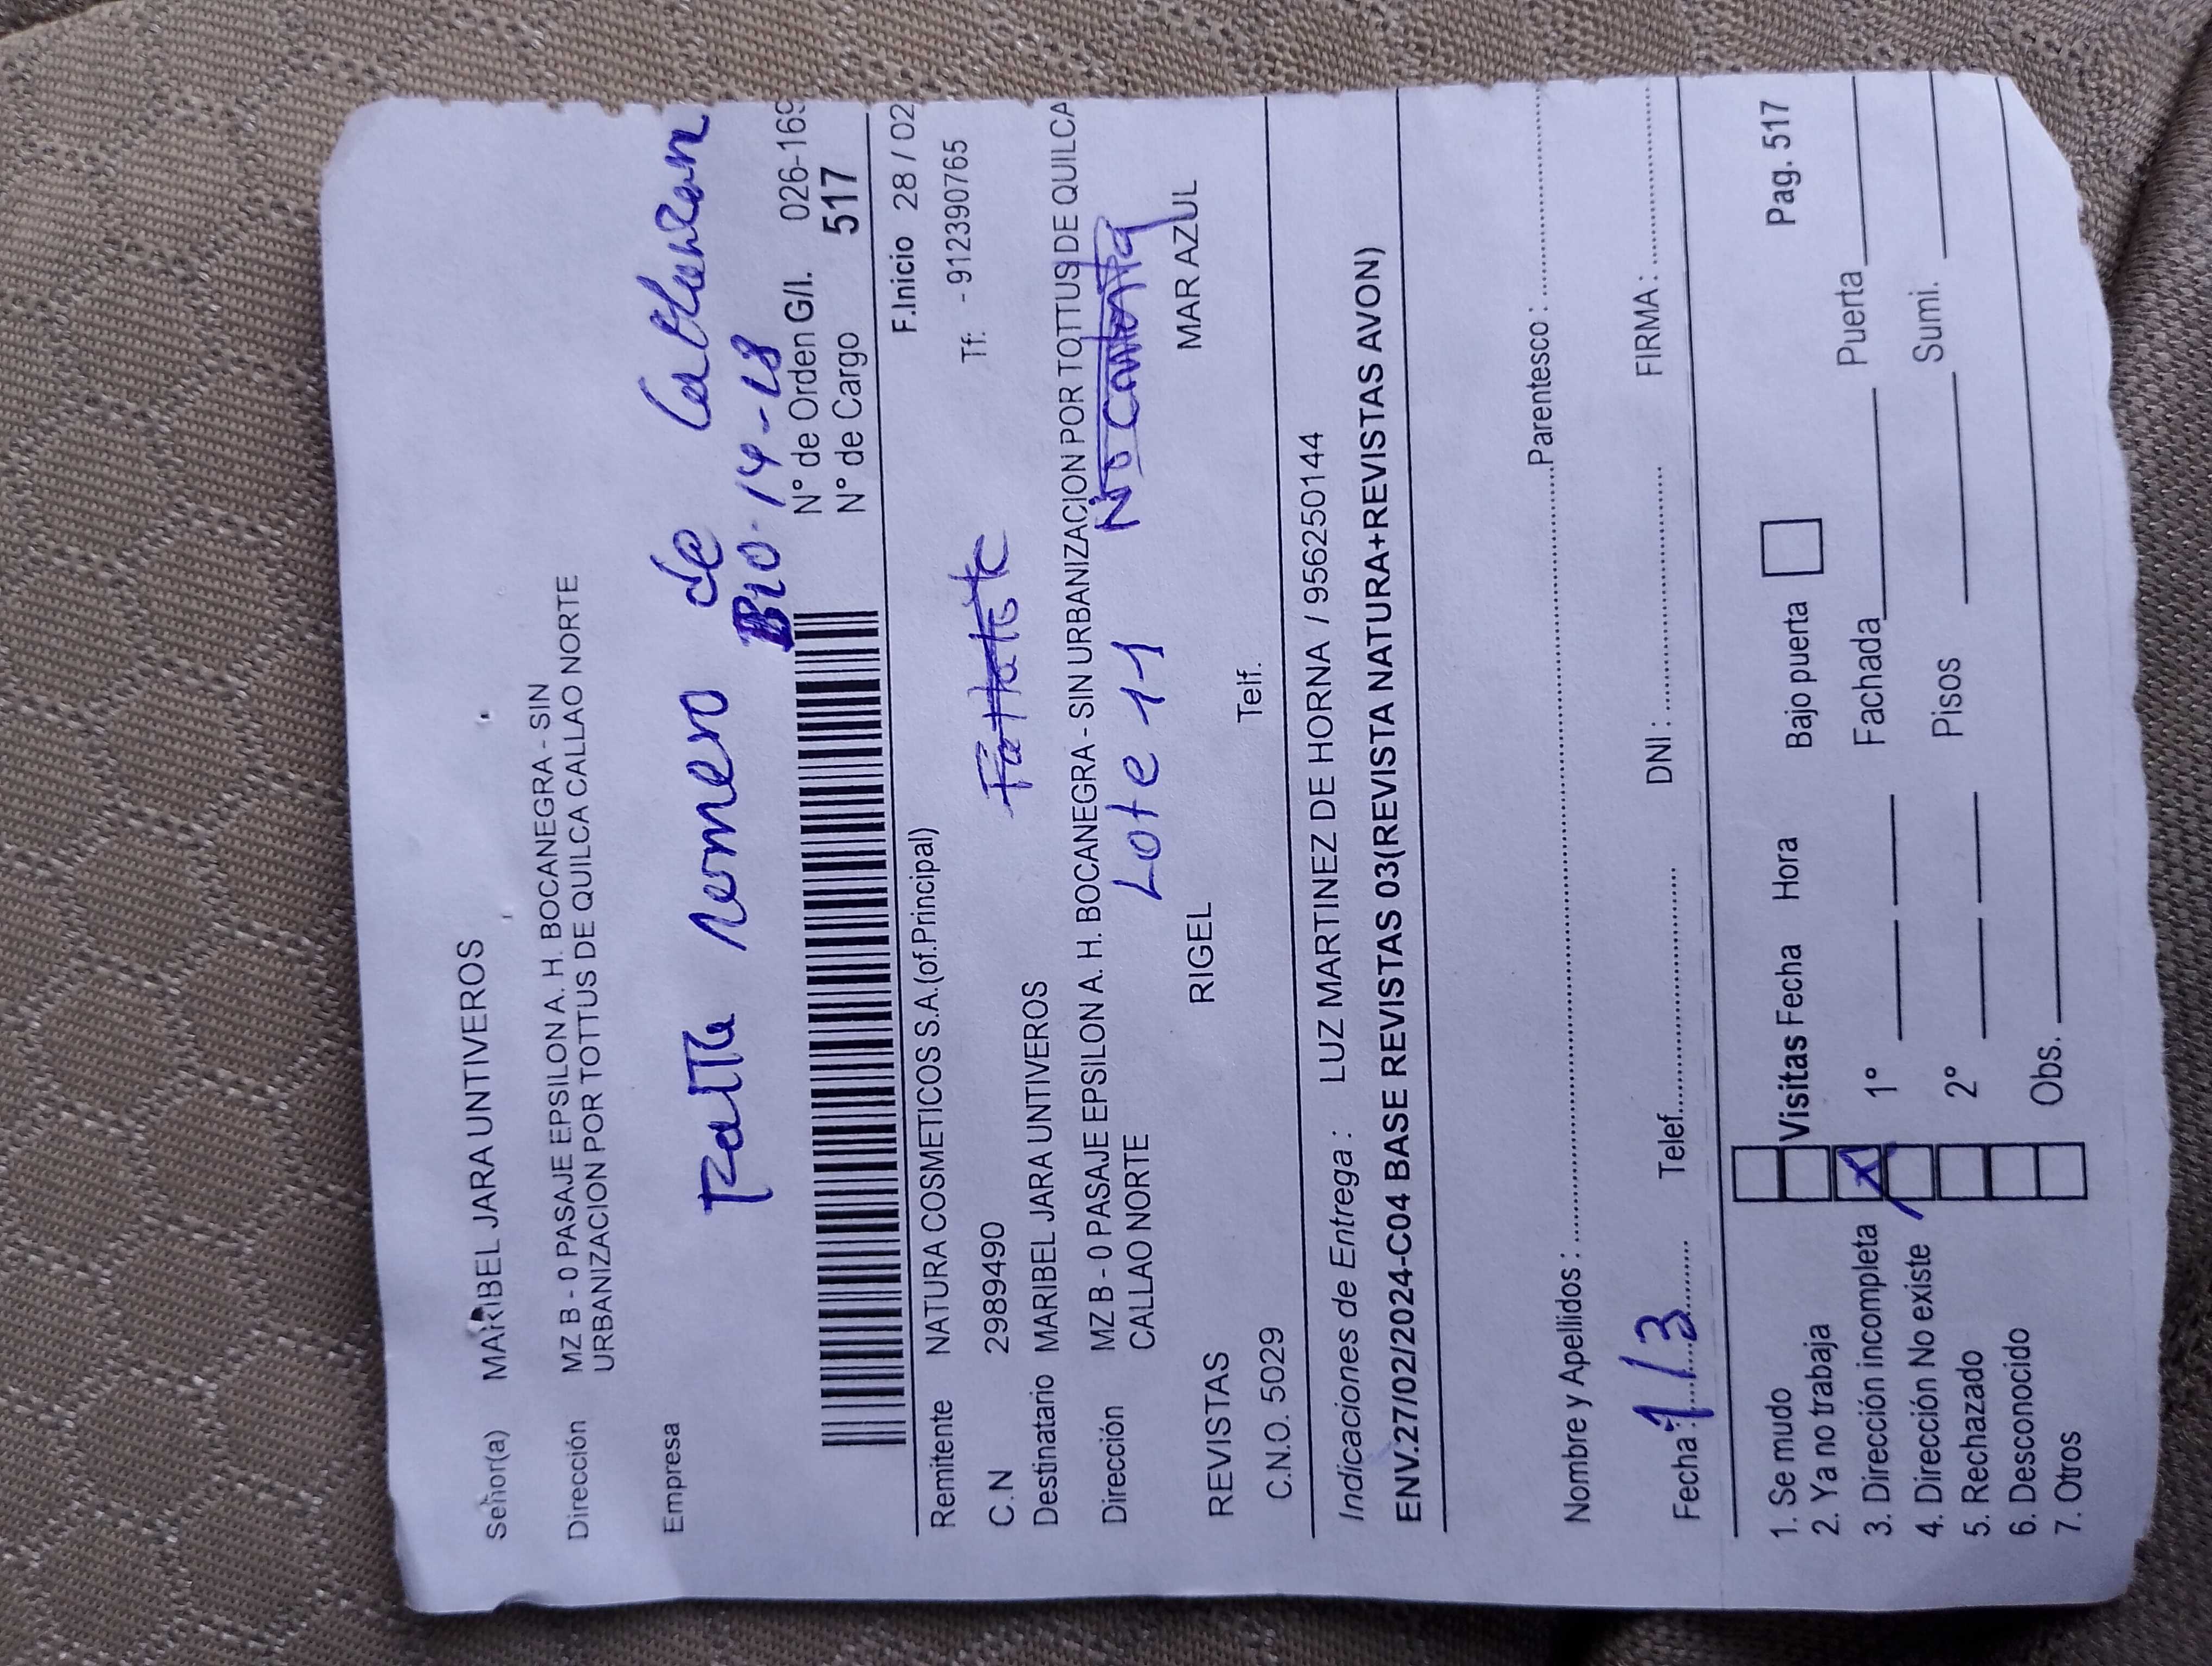 Señor(a) MARIBEL JARA UNTIVEROS
Dirección MZ B - 0 PASAJE EPSILON A. H. BOCANEGRA - SIN
URBANIZACION POR TOTTUS DE QUILCA CALLAO NORTE
Empresa
Falta numero de
B10-14-28
N° de Orden G/I. 026-169
N° de Cargo 517
F.Inicio 28 / 02
Remitente NATURA COSMETICOS S.A.(of.Principal)
C.N 2989490 Tf: - 912390765
Destinatario MARIBEL JARA UNTIVEROS
Dirección MZ B - 0 PASAJE EPSILON A. H. BOCANEGRA - SIN URBANIZACION POR TOTTUS DE QUILCA
CALLAO NORTE Lote 11 No
REVISTAS RIGEL MAR AZUL
C.N.O. 5029 Telf.
Indicaciones de Entrega : LUZ MARTINEZ DE HORNA / 956250144
ENV.27/02/2024-C04 BASE REVISTAS 03(REVISTA NATURA+REVISTAS AVON)
Nombre y Apellidos : Parentesco :
Fecha : 1/3 Telef. DNI : FIRMA :
1. Se mudo
2. Ya no trabaja Visitas Fecha Hora Bajo puerta Pag. 517
3. Dirección incompleta X 1° Fachada Puerta
4. Dirección No existe
5. Rechazado 2° Pisos Sumi.
6. Desconocido
7. Otros Obs.